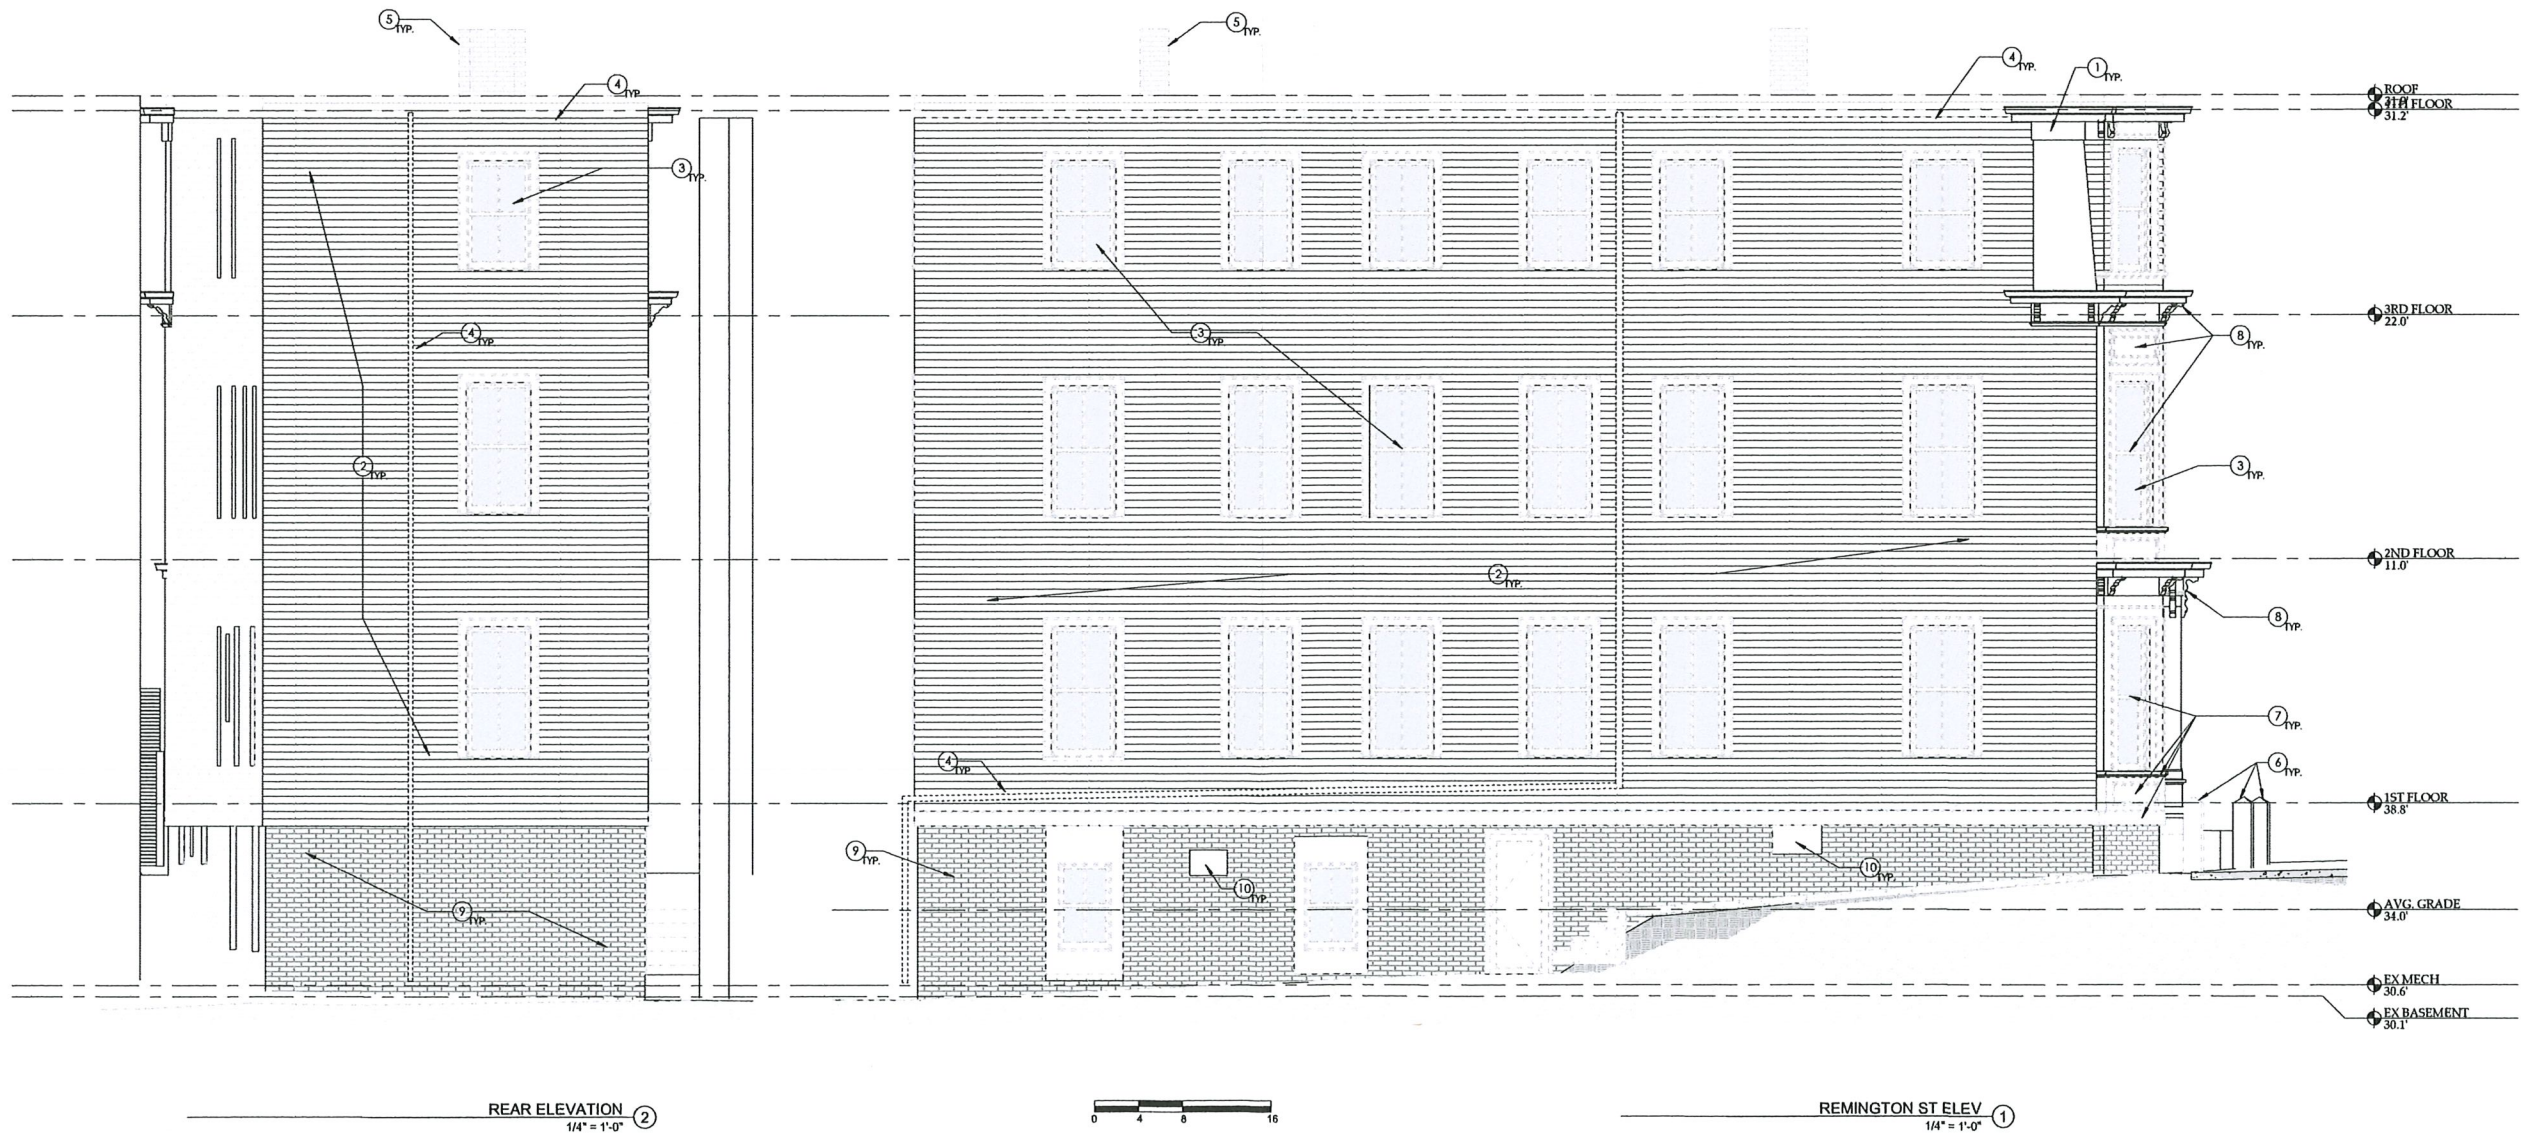 5 TYP.
5 TYP.
4 TYP.
4 TYP.
1 TYP.
ROOF
4TH FLOOR
31.2'
3 TYP.
3RD FLOOR
22.0'
4 TYP.
3 TYP.
8 TYP.
2 TYP.
3 TYP.
2ND FLOOR
11.0'
2 TYP.
8 TYP.
7 TYP.
4 TYP
6 TYP.
1ST FLOOR
38.8'
9 TYP.
10 TYP.
10 TYP.
9 TYP.
AVG. GRADE
34.0'
EX MECH
30.6'
EX BASEMENT
30.1'
REAR ELEVATION 2
1/4" = 1'-0"
0 4 8 16
REMINGTON ST ELEV 1
1/4" = 1'-0"